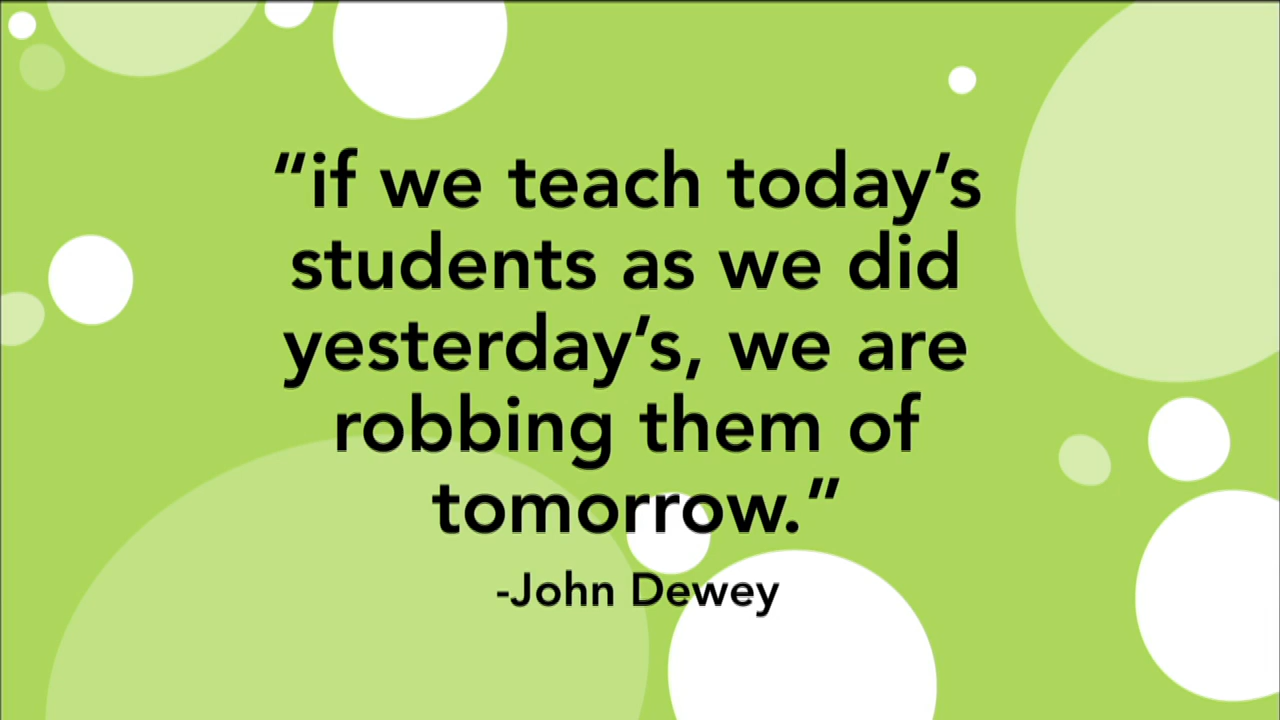 “if we teach today’s
students as we did
yesterday’s, we are
robbing them of
tomorrow.”
-John Dewey